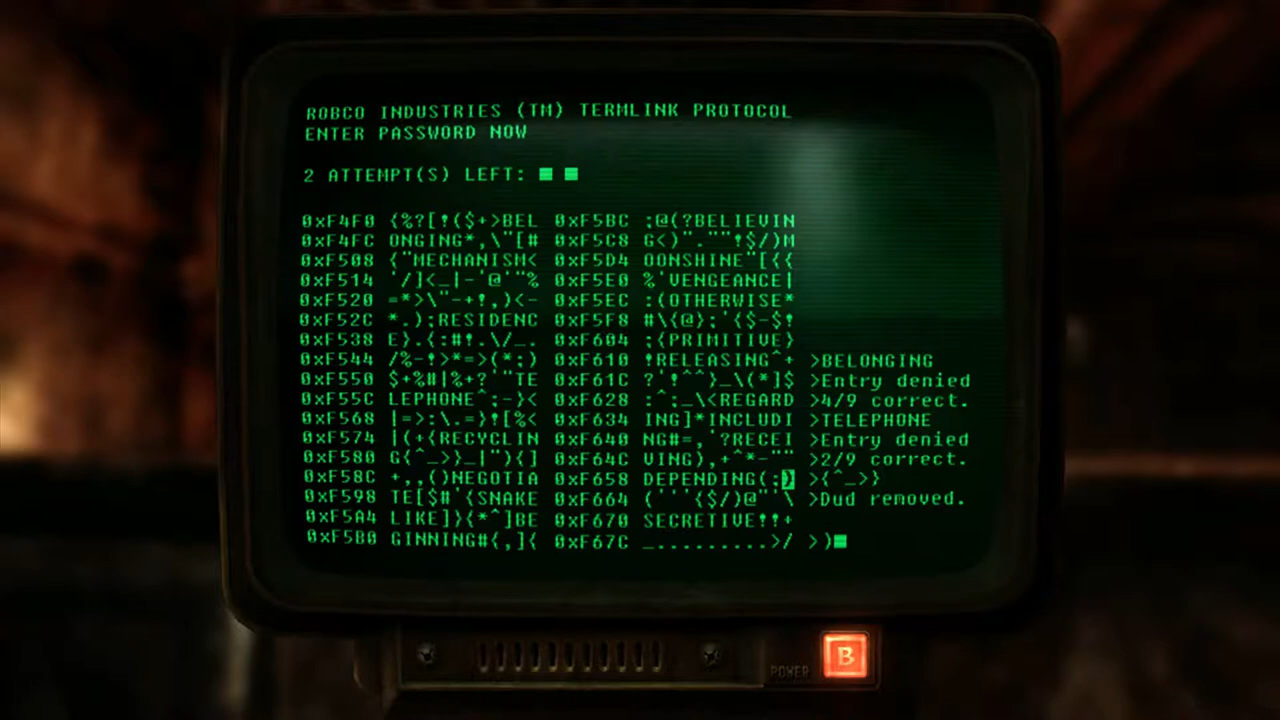 ROBCO INDUSTRIES (TM) TERMLINK PROTOCOL
ENTER PASSWORD NOW
2 ATTEMPT(S) LEFT: ■ ■
0xF4F0 {%?[!($+>BEL 0xF5BC ;@(?BELIEVIN
0xF4FC ONGING*,\"[# 0xF5C8 G<)".""!$/)M
0xF508 {"MECHANISM< 0xF5D4 OONSHINE"[{{
0xF514 '/]<_|-'@'"% 0xF5E0 %'VENGEANCE|
0xF520 =*>\"-+!,)<- 0xF5EC :(OTHERWISE*
0xF52C *.);RESIDENC 0xF5F8 #\{@};'{$-$!
0xF538 E}.{:#!.\/_. 0xF604 :{PRIMITIVE}
0xF544 /%-!>*=>(*;) 0xF610 !RELEASING^+ >BELONGING
0xF550 $+%#|%+?'"TE 0xF61C ?'!^^}_\(*]$ >Entry denied
0xF55C LEPHONE^;-}< 0xF628 :^;_\<REGARD >4/9 correct.
0xF568 |=>:\.=}![%< 0xF634 ING]*INCLUDI >TELEPHONE
0xF574 |(+{RECYCLIN 0xF640 NG#=,'?RECEI >Entry denied
0xF580 G{^_>}_|"){] 0xF64C VING),+^*-"" >2/9 correct.
0xF58C +,,()NEGOTIA 0xF658 DEPENDING(;) >{^_>}
0xF598 TE[$#'{SNAKE 0xF664 ('''{$/)@"'\ >Dud removed.
0xF5A4 LIKE]}{*^]BE 0xF670 SECRETIVE!!+
0xF5B0 GINNING#{,]{ 0xF67C _.........>/ >)■
POWER
B